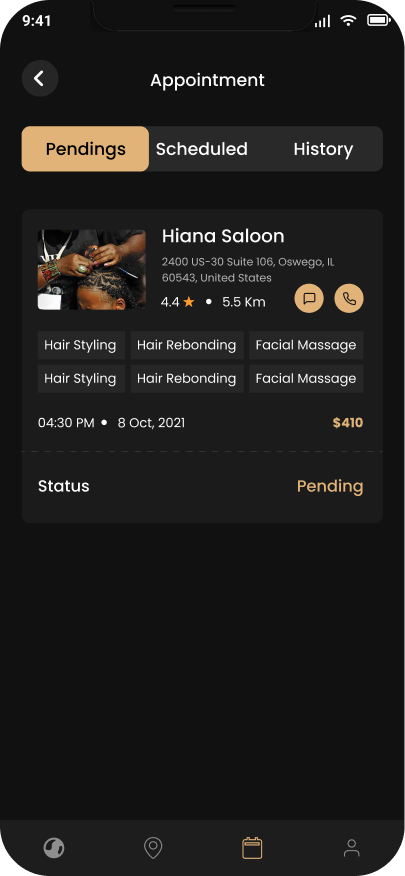 9:41
Appointment
Pendings Scheduled History
Hiana Saloon
2400 US-30 Suite 106, Oswego, IL
60543, United States
4.4 ★ • 5.5 Km
Hair Styling Hair Rebonding Facial Massage
Hair Styling Hair Rebonding Facial Massage
04:30 PM • 8 Oct, 2021 $410
Status Pending